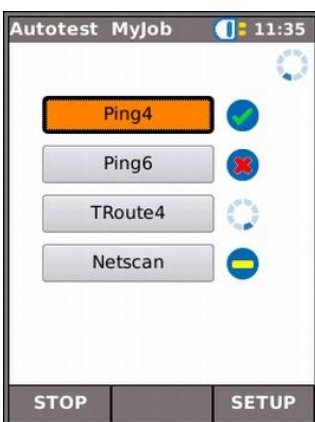 Autotest MyJob 11:35
Ping4
Ping6
TRoute4
Netscan
STOP SETUP